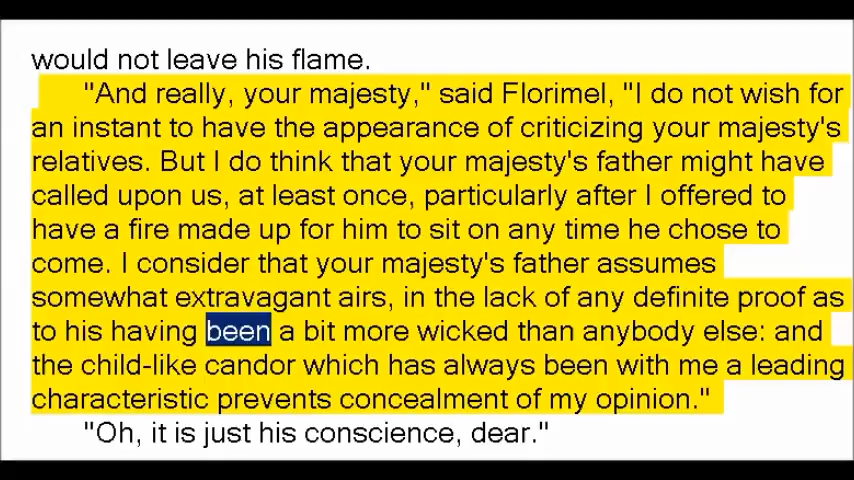 would not leave his flame.
"And really, your majesty," said Florimel, "I do not wish for
an instant to have the appearance of criticizing your majesty's
relatives. But I do think that your majesty's father might have
called upon us, at least once, particularly after I offered to
have a fire made up for him to sit on any time he chose to
come. I consider that your majesty's father assumes
somewhat extravagant airs, in the lack of any definite proof as
to his having been a bit more wicked than anybody else: and
the child-like candor which has always been with me a leading
characteristic prevents concealment of my opinion."
"Oh, it is just his conscience, dear."